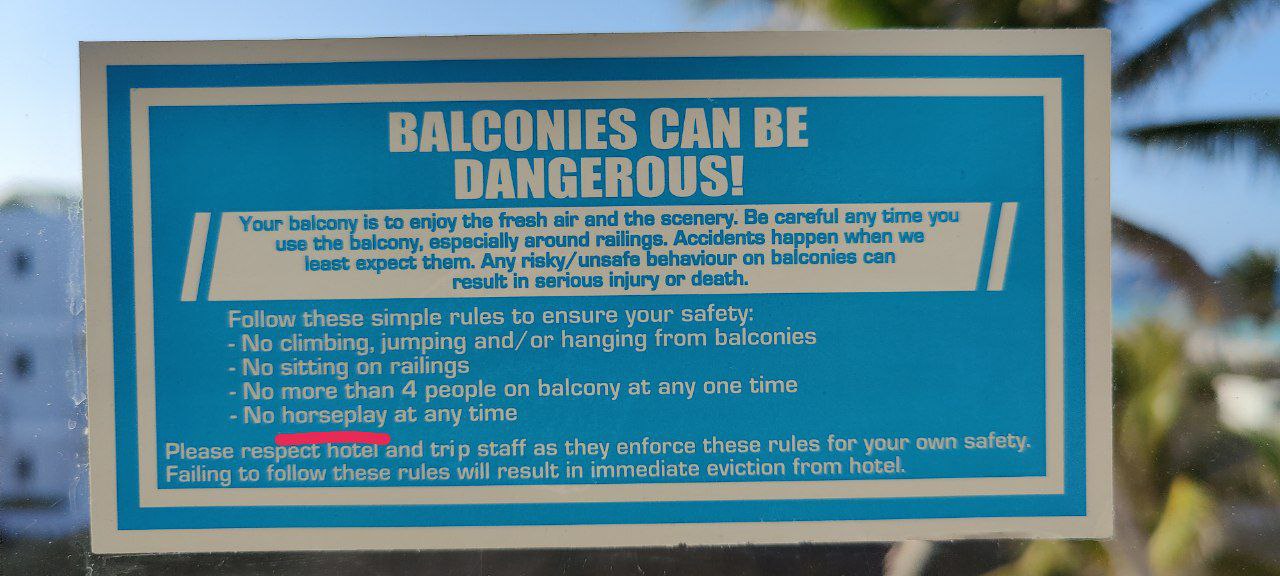 BALCONIES CAN BE
DANGEROUS!
Your balcony is to enjoy the fresh air and the scenery. Be careful any time you
use the balcony, especially around railings. Accidents happen when we
least expect them. Any risky/unsafe behaviour on balconies can
result in serious injury or death.
Follow these simple rules to ensure your safety:
- No climbing, jumping and/or hanging from balconies
- No sitting on railings
- No more than 4 people on balcony at any one time
- No horseplay at any time
Please respect hotel and trip staff as they enforce these rules for your own safety.
Failing to follow these rules will result in immediate eviction from hotel.